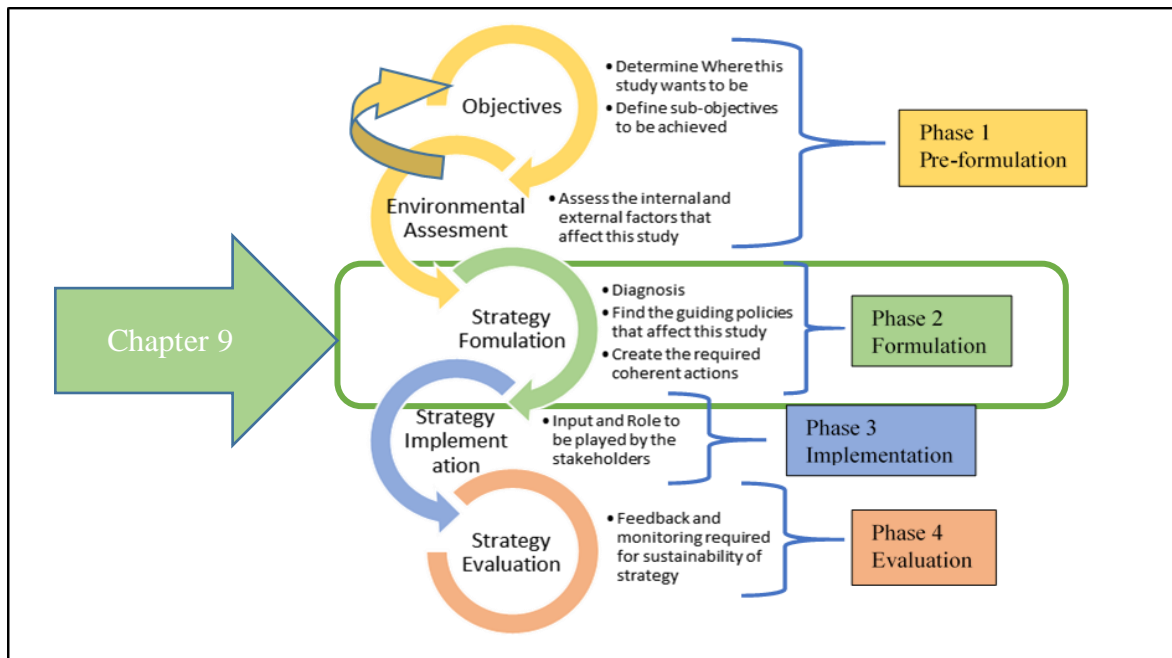 Objectives
• Determine Where this
study wants to be
• Define sub-objectives
to be achieved
Phase 1
Pre-formulation
Environmental
Assesment
• Assess the internal and
external factors that
affect this study
Chapter 9
Strategy
Fomulation
• Diagnosis
• Find the guiding policies
that affect this study
• Create the required
coherent actions
Phase 2
Formulation
Strategy
Implement
ation
• Input and Role to
be played by the
stakeholders
Phase 3
Implementation
Strategy
Evaluation
• Feedback and
monitoring required
for sustainability of
strategy
Phase 4
Evaluation